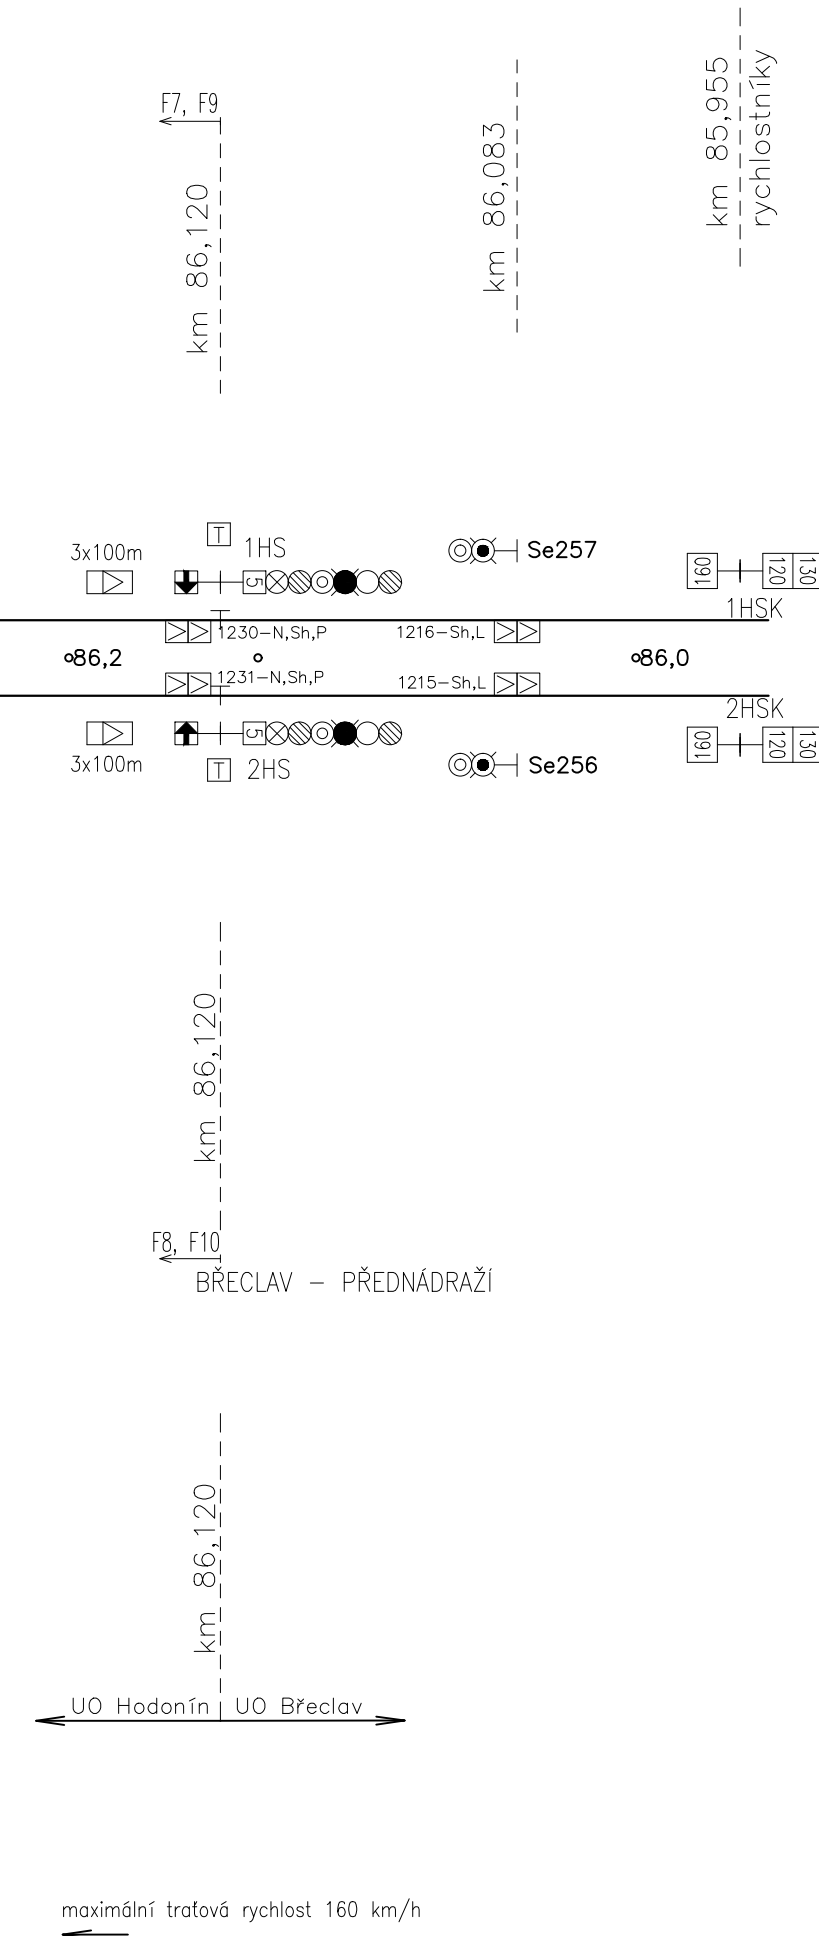 km 85,955
rychlostníky
F7, F9
km 86,083
km 86,120
T
1HS
3x100m
5
Se257
160
120
130
1HSK
1230-N,Sh,P
1216-Sh,L
86,2
86,0
1231-N,Sh,P
1215-Sh,L
2HSK
5
160
120
130
3x100m
T
2HS
Se256
km 86,120
F8, F10
BŘECLAV - PŘEDNÁDRAŽÍ
km 86,120
UO Hodonín
UO Břeclav
maximální traťová rychlost 160 km/h